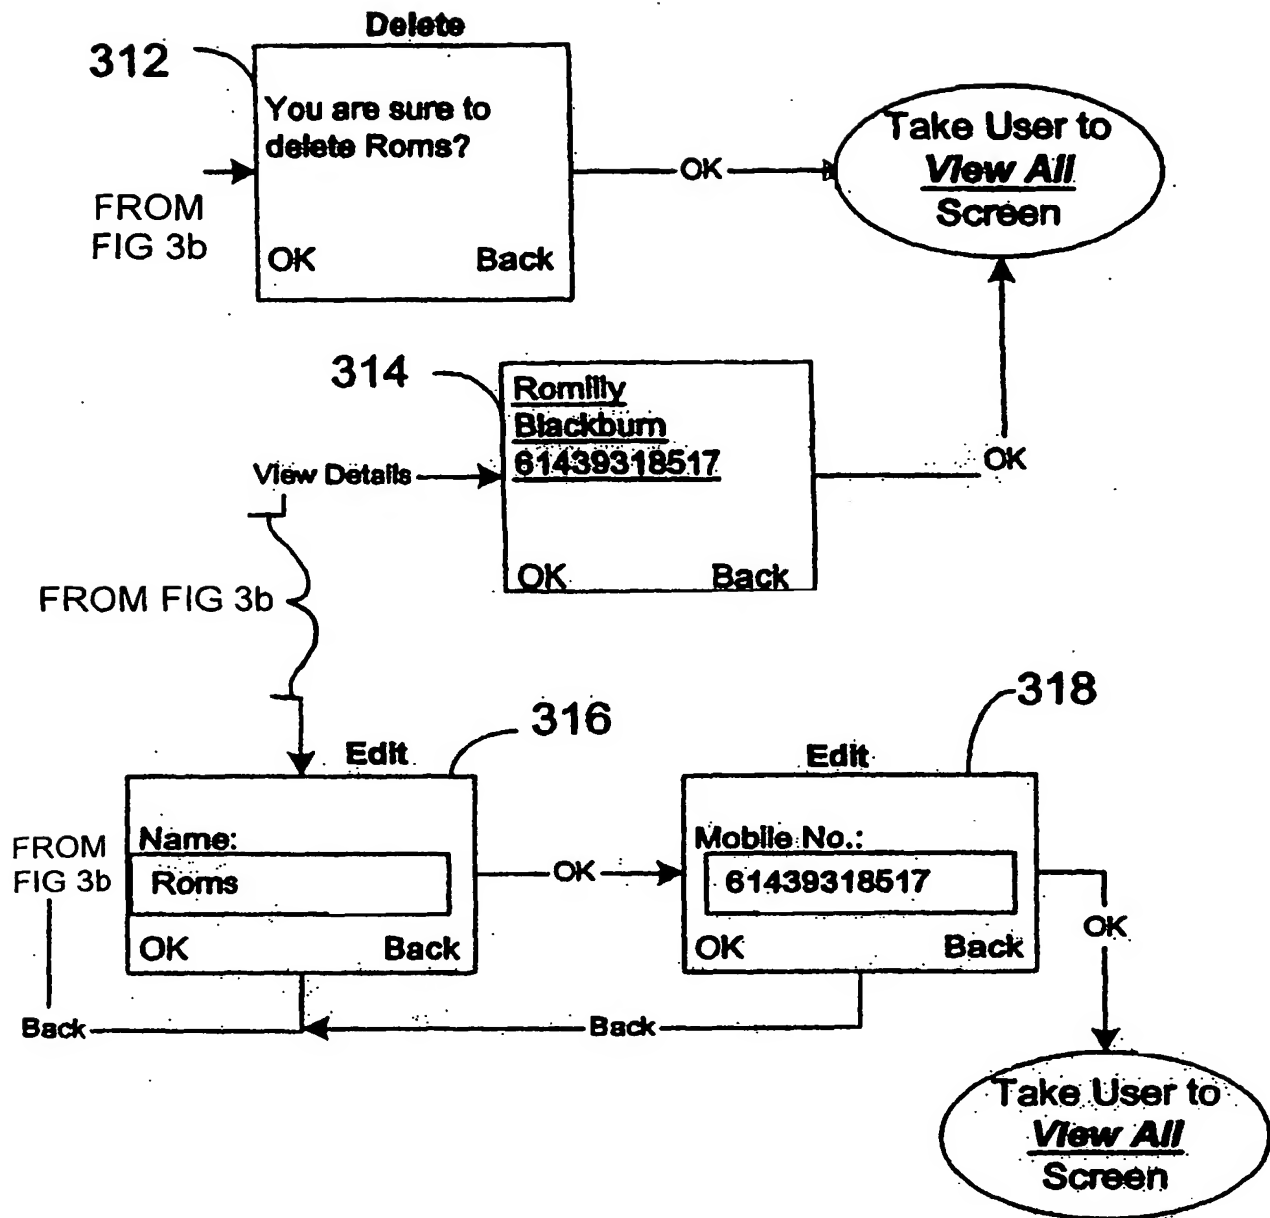 Delete
312
You are sure to
delete Roms?
OK Back
FROM
FIG 3b
OK
Take User to
View All
Screen
314
Romilly
Blackburn
61439318517
OK Back
View Details
OK
FROM FIG 3b
316
Edit
Name:
Roms
OK Back
FROM
FIG 3b
OK
318
Edit
Mobile No.:
61439318517
OK Back
OK
Back
Back
Take User to
View All
Screen